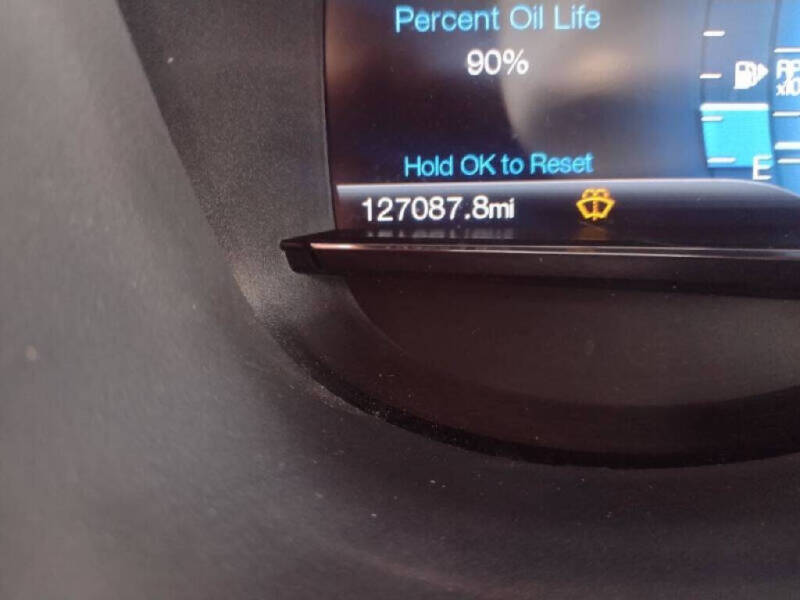 Percent Oil Life
90%
Hold OK to Reset
E
127087.8mi